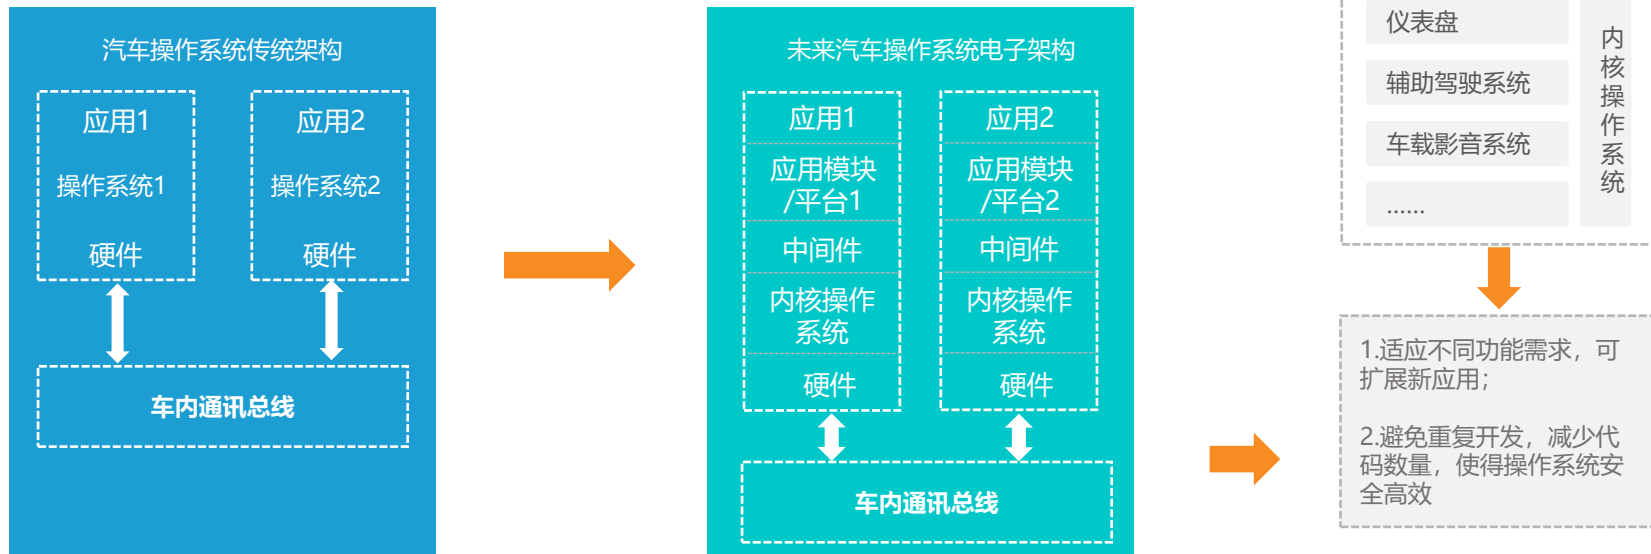 汽车操作系统传统架构
应用1
操作系统1
硬件
应用2
操作系统2
硬件
车内通讯总线
未来汽车操作系统电子架构
应用1
应用模块
/平台1
中间件
内核操作
系统
硬件
应用2
应用模块
/平台2
中间件
内核操作
系统
硬件
车内通讯总线
仪表盘
辅助驾驶系统
车载影音系统
……
内
核
操
作
系
统
1.适应不同功能需求，可
扩展新应用；
2.避免重复开发，减少代
码数量，使得操作系统安
全高效